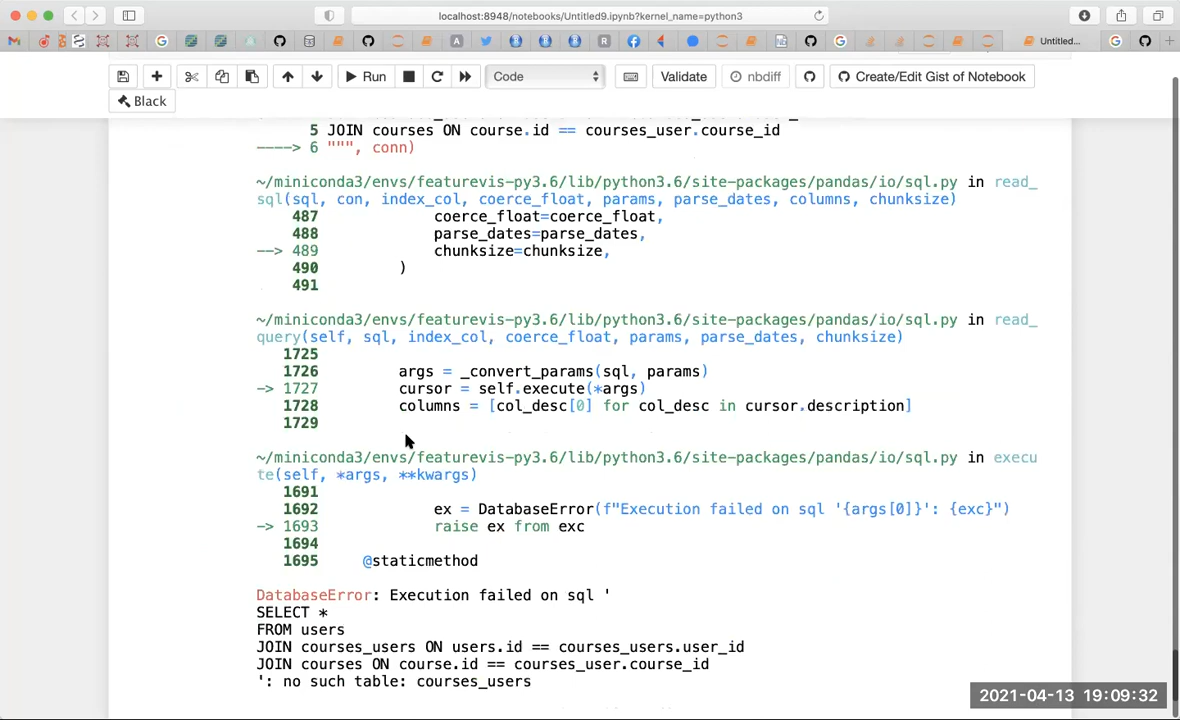 localhost:8948/notebooks/Untitled9.ipynb?kernel_name=python3
Untitled...
Run
Code
Validate
nbdiff
Create/Edit Gist of Notebook
Black
5 JOIN courses ON course.id == courses_user.course_id
----> 6 """, conn)
~/miniconda3/envs/featurevis-py3.6/lib/python3.6/site-packages/pandas/io/sql.py in read_
sql(sql, con, index_col, coerce_float, params, parse_dates, columns, chunksize)
487 coerce_float=coerce_float,
488 parse_dates=parse_dates,
--> 489 chunksize=chunksize,
490 )
491
~/miniconda3/envs/featurevis-py3.6/lib/python3.6/site-packages/pandas/io/sql.py in read_
query(self, sql, index_col, coerce_float, params, parse_dates, chunksize)
1725
1726 args = _convert_params(sql, params)
-> 1727 cursor = self.execute(*args)
1728 columns = [col_desc[0] for col_desc in cursor.description]
1729
~/miniconda3/envs/featurevis-py3.6/lib/python3.6/site-packages/pandas/io/sql.py in execu
te(self, *args, **kwargs)
1691
1692 ex = DatabaseError(f"Execution failed on sql '{args[0]}': {exc}")
-> 1693 raise ex from exc
1694
1695 @staticmethod
DatabaseError: Execution failed on sql '
SELECT *
FROM users
JOIN courses_users ON users.id == courses_users.user_id
JOIN courses ON course.id == courses_user.course_id
': no such table: courses_users
2021-04-13 19:09:32